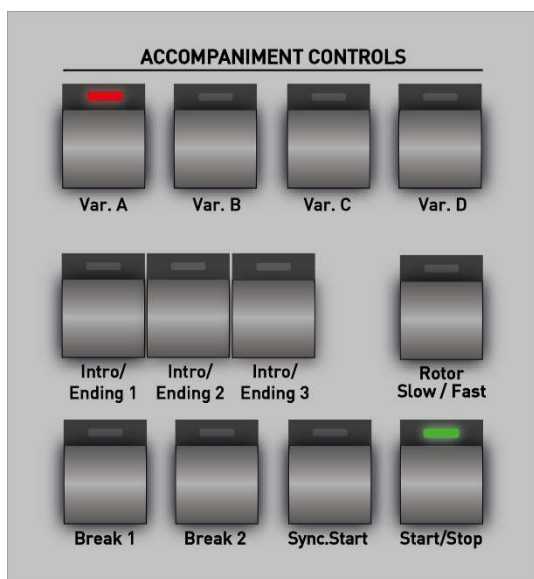 ACCOMPANIMENT CONTROLS
Var. A
Var. B
Var. C
Var. D
Intro/
Ending 1
Intro/
Ending 2
Intro/
Ending 3
Rotor
Slow / Fast
Break 1
Break 2
Sync.Start
Start/Stop